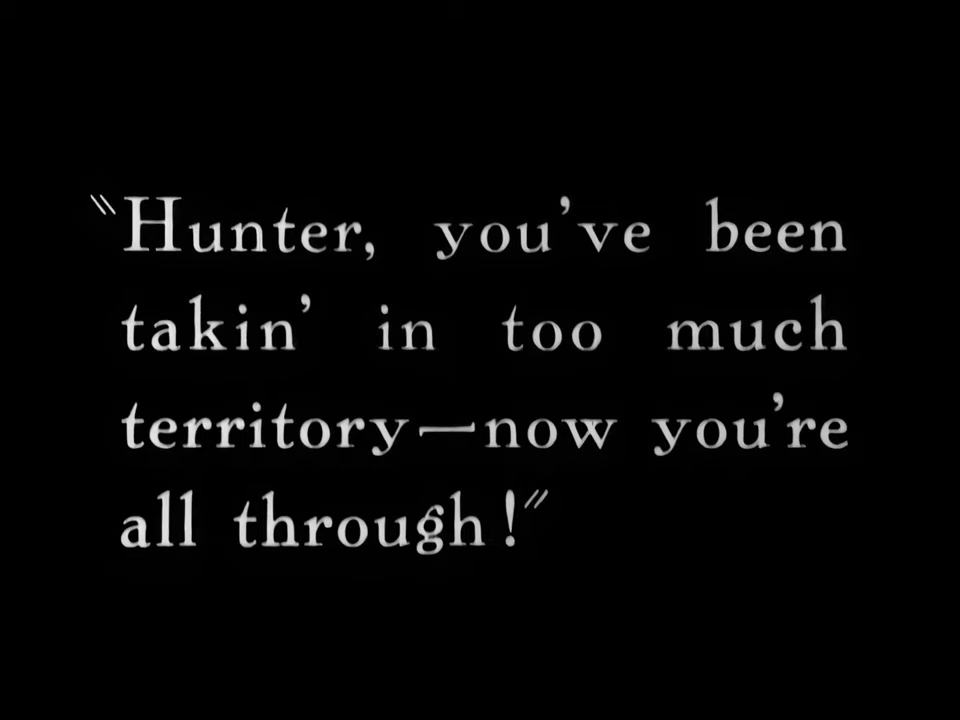 "Hunter, you've been
takin' in too much
territory—now you're
all through!"